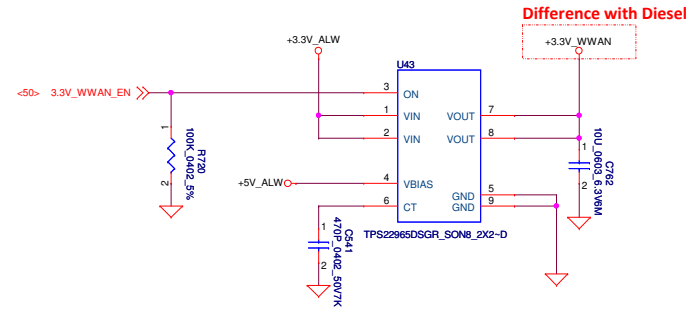 Difference with Diesel
+3.3V_ALW
+3.3V_WWAN
U43
<50> 3.3V_WWAN_EN
3
ON
1
VIN
VOUT
7
2
VIN
VOUT
8
1
2
R720
100K_0402_5%
1
2
C762
10U_0603_6.3V6M
+5V_ALW
4
VBIAS
GND
5
6
CT
GND
9
1
2
C541
470P_0402_50V7K
TPS22965DSGR_SON8_2X2~D